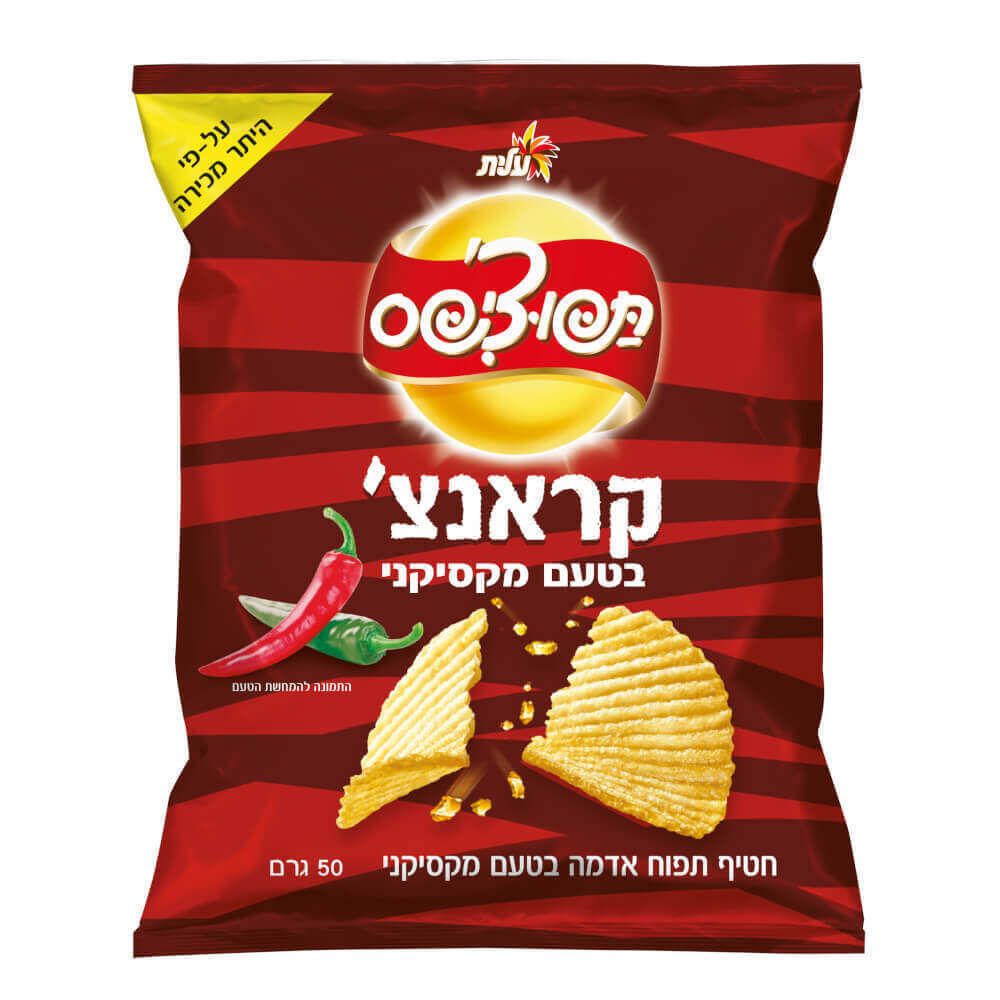 על-פי
היתר מכירה
עלית
תפוצ'יפס
קראנצ'
בטעם מקסיקני
התמונה להמחשת הטעם
חטיף תפוח אדמה בטעם מקסיקני 50 גרם